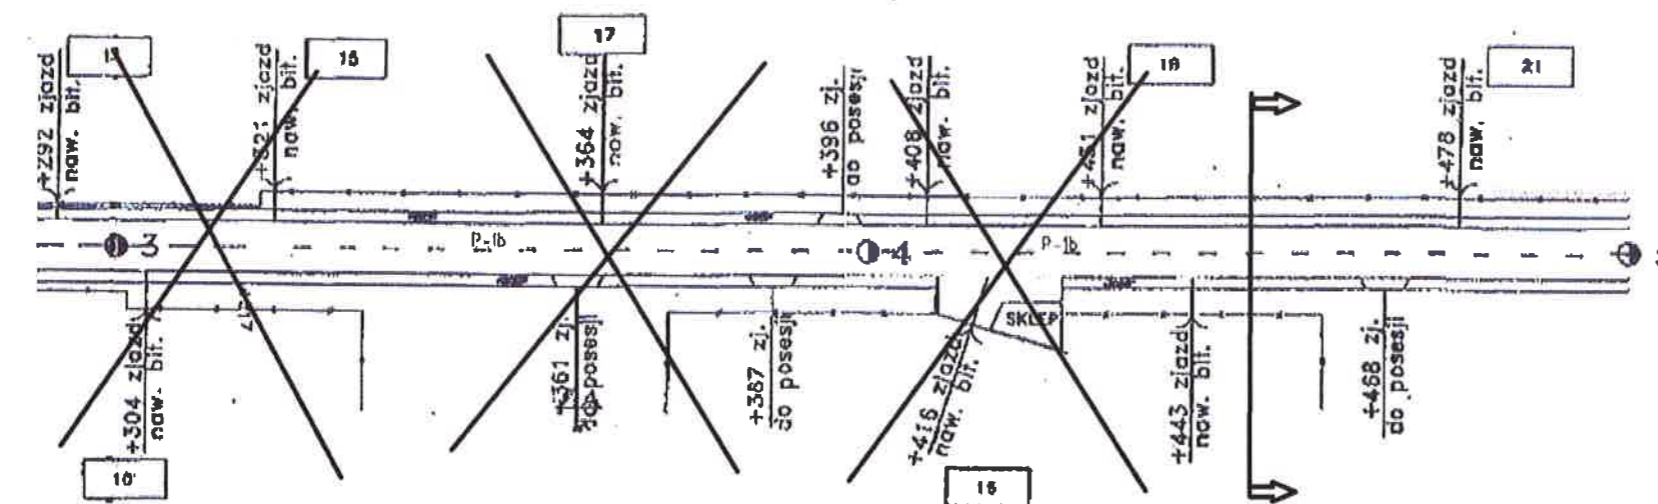 15
17
18
21
+292 zjazd
naw. bit.
+321 zjazd
naw. bit.
+364 zjazd
naw. bit.
+396 zj.
do posesji
+408 zjazd
naw. bit.
+451 zjazd
naw. bit.
+478 zjazd
naw. bit.
3
P-1b
4
P-1b
SKLEP
+304 zjazd
naw. bit.
+361 zj.
do posesji
+387 zj.
do posesji
+416 zjazd
naw. bit.
+443 zjazd
naw. bit.
+468 zj.
do posesji
10